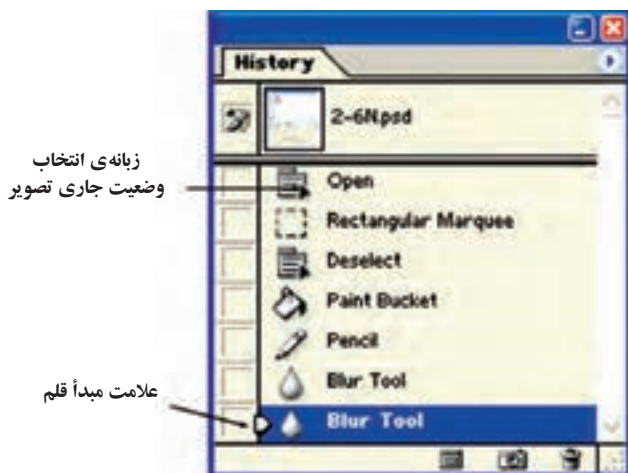 History
2-6N.psd
زبانه‌ی انتخاب
وضعیت جاری تصویر
Open
Rectangular Marquee
Deselect
Paint Bucket
Pencil
Blur Tool
علامت مبدأ قلم
Blur Tool